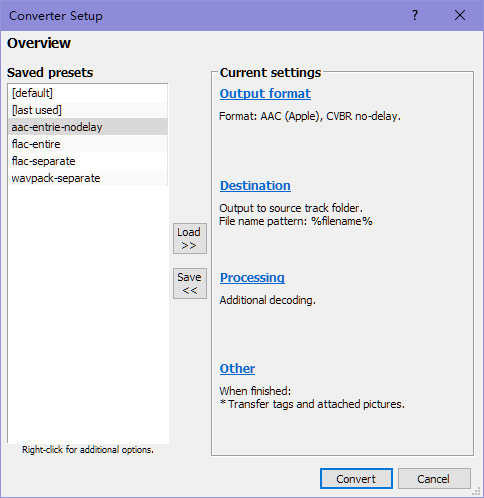 Converter Setup
Overview
Saved presets
[default]
[last used]
aac-entrie-nodelay
flac-entire
flac-separate
wavpack-separate
Right-click for additional options.
Load
>>
Save
<<
Current settings
Output format
Format: AAC (Apple), CVBR no-delay.
Destination
Output to source track folder.
File name pattern: %filename%
Processing
Additional decoding.
Other
When finished:
* Transfer tags and attached pictures.
Convert
Cancel